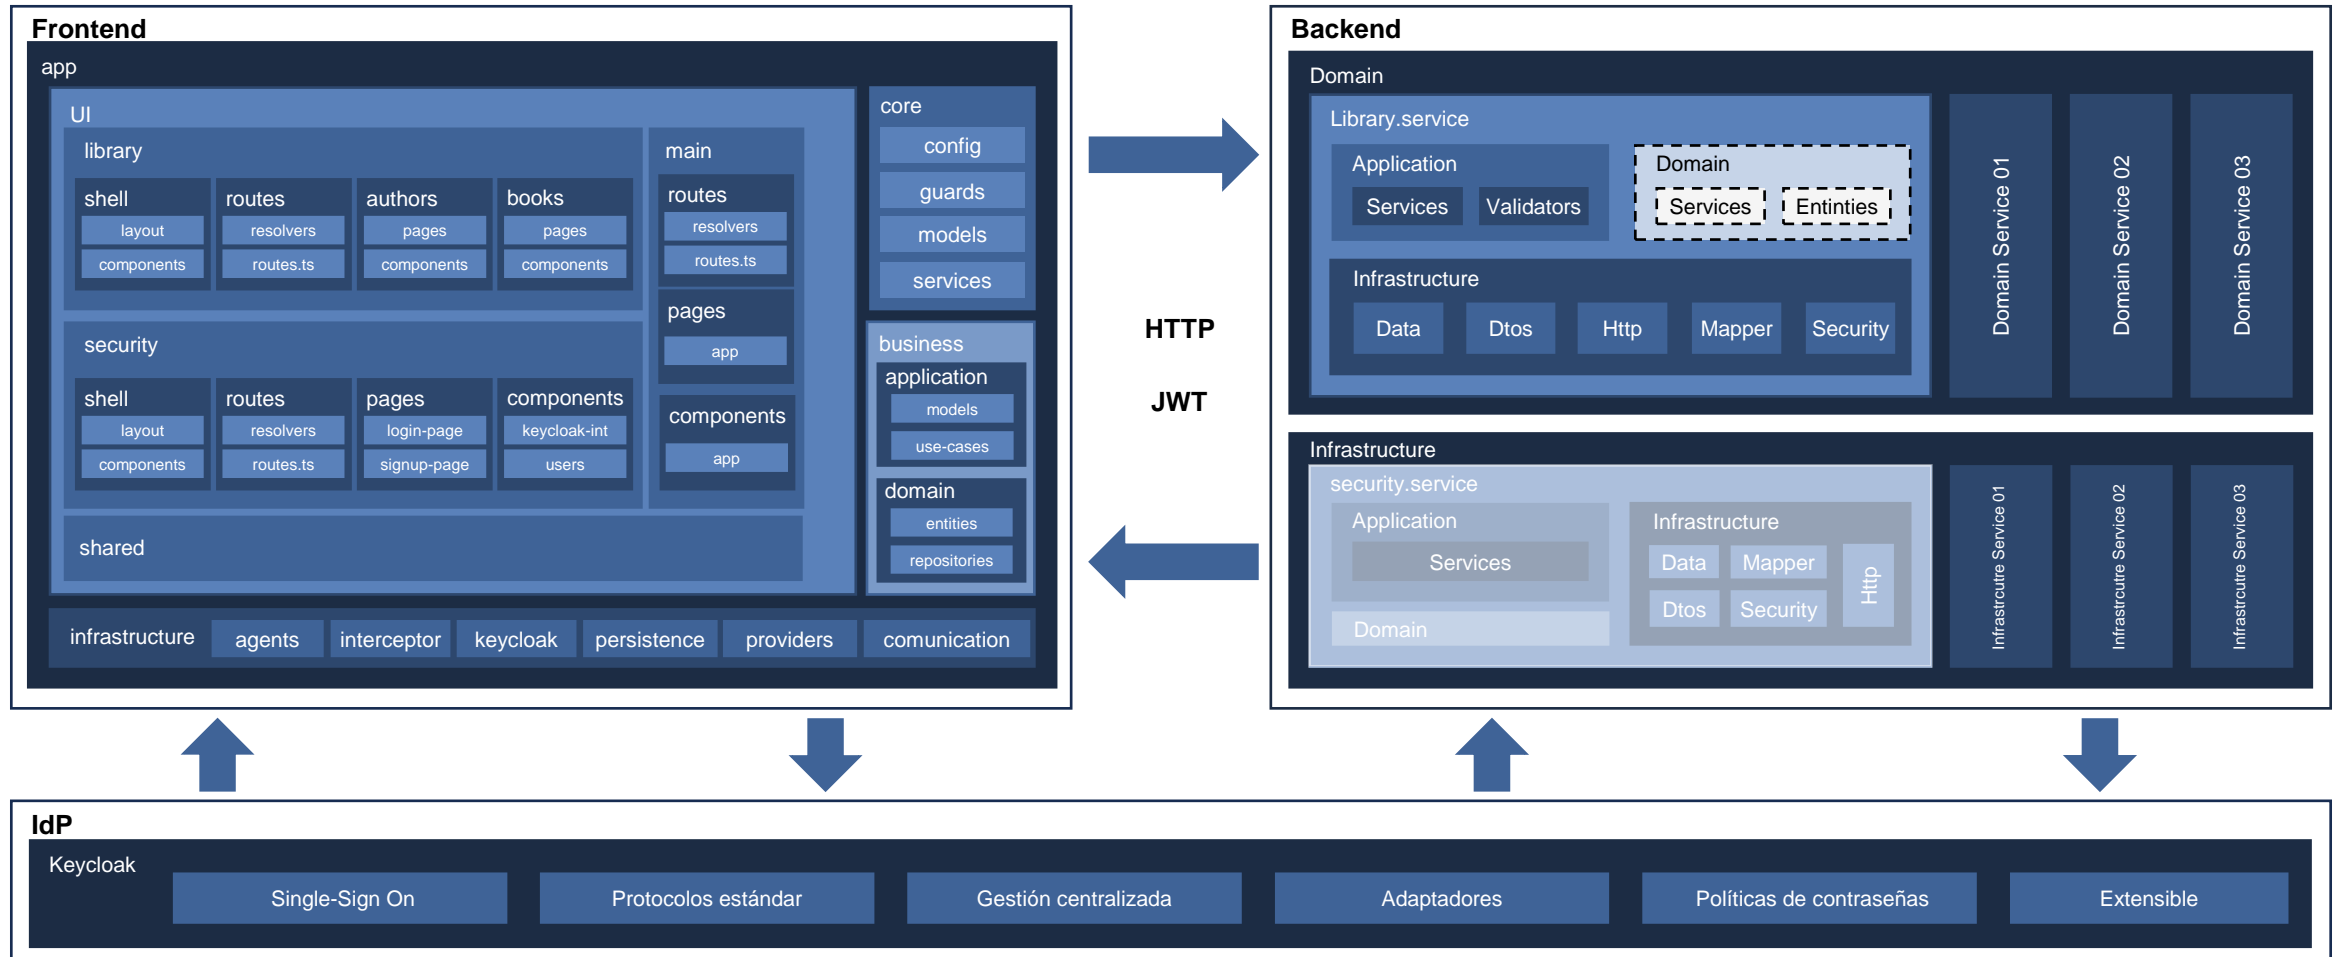 Frontend
app
UI
library
shell
layout
components
routes
resolvers
routes.ts
authors
pages
components
books
pages
components
security
shell
layout
components
routes
resolvers
routes.ts
pages
login-page
signup-page
components
keycloak-int
users
main
routes
resolvers
routes.ts
pages
app
components
app
shared
core
config
guards
models
services
business
application
models
use-cases
domain
entities
repositories
infrastructure
agents
interceptor
keycloak
persistence
providers
comunication
HTTP
JWT
Backend
Domain
Library.service
Application
Services
Validators
Domain
Services
Entinties
Infrastructure
Data
Dtos
Http
Mapper
Security
Domain Service 01
Domain Service 02
Domain Service 03
Infrastructure
security.service
Application
Services
Domain
Infrastructure
Data
Mapper
Dtos
Security
Http
Infrastrcutre Service 01
Infrastrcutre Service 02
Infrastrcutre Service 03
IdP
Keycloak
Single-Sign On
Protocolos estándar
Gestión centralizada
Adaptadores
Políticas de contraseñas
Extensible